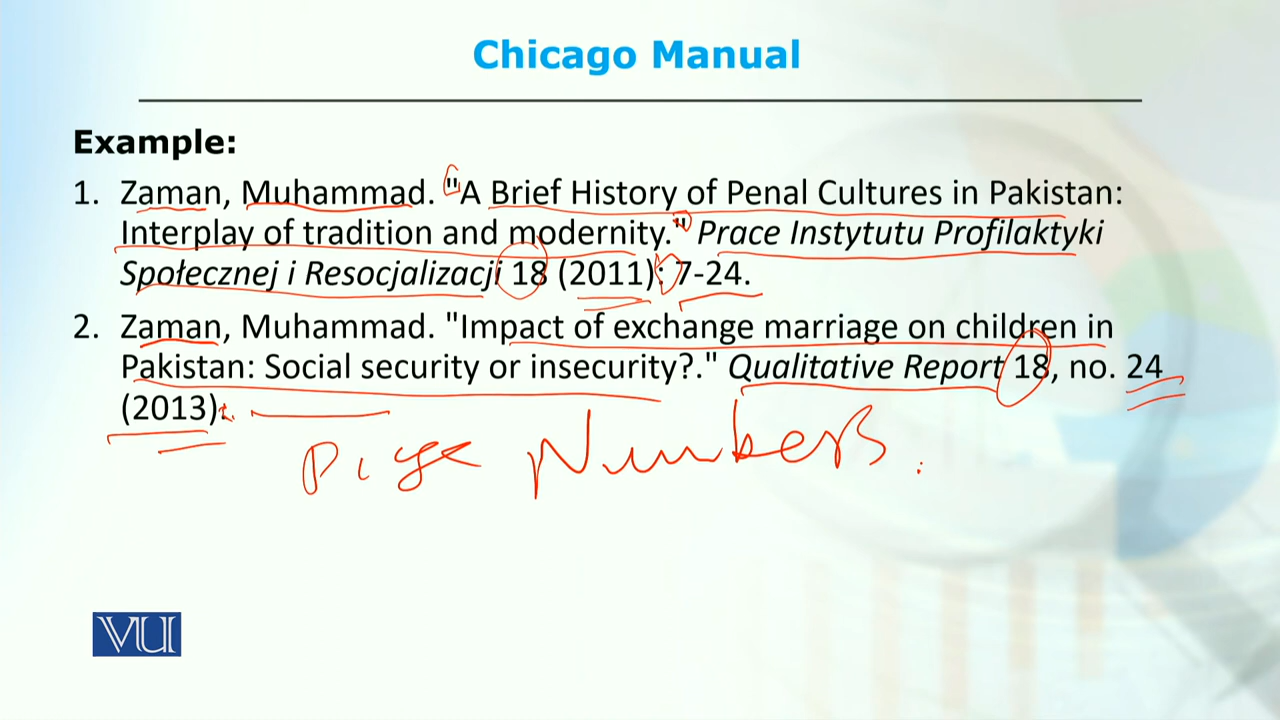 Chicago Manual
Example:
1. Zaman, Muhammad. "A Brief History of Penal Cultures in Pakistan:
Interplay of tradition and modernity." Prace Instytutu Profilaktyki
Społecznej i Resocjalizacji 18 (2011): 7-24.
2. Zaman, Muhammad. "Impact of exchange marriage on children in
Pakistan: Social security or insecurity?." Qualitative Report 18, no. 24
(2013).
Page Numbers.
VU